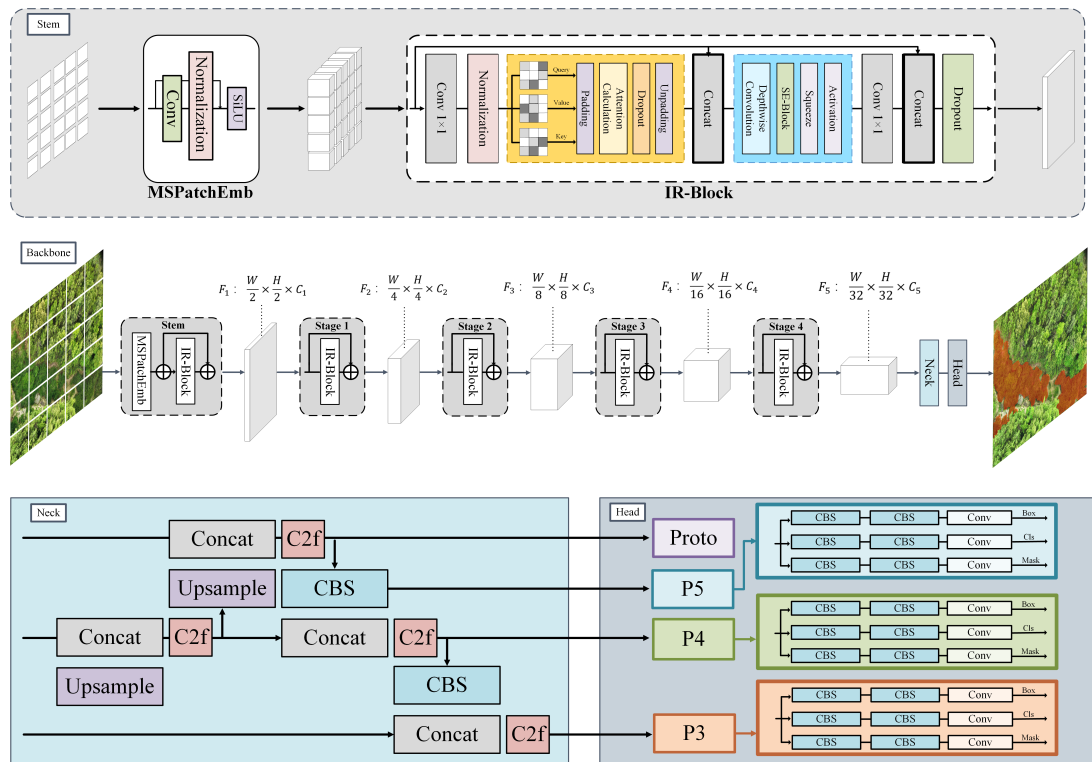 Stem
Conv
Normalization
SiLU
MSPatchEmb
Conv 1×1
Normalization
Query
Value
Key
Padding
Attention
Calculation
Dropout
Unpadding
Concat
Depthwise
Convolution
SE-Block
Squeeze
Activation
Conv 1×1
Concat
Dropout
IR-Block
Backbone
F₁ : W/2 × H/2 × C₁
F₂ : W/4 × H/4 × C₂
F₃ : W/8 × H/8 × C₃
F₄ : W/16 × H/16 × C₄
F₅ : W/32 × H/32 × C₅
Stem
MSPatchEmb
IR-Block
Stage 1
IR-Block
Stage 2
IR-Block
Stage 3
IR-Block
Stage 4
IR-Block
Neck
Head
Neck
Concat
C2f
Upsample
CBS
Concat
C2f
Concat
C2f
Upsample
CBS
Concat
C2f
Head
Proto
P5
P4
P3
CBS CBS Conv Box
CBS CBS Conv Cls
CBS CBS Conv Mask
CBS CBS Conv Box
CBS CBS Conv Cls
CBS CBS Conv Mask
CBS CBS Conv Box
CBS CBS Conv Cls
CBS CBS Conv Mask